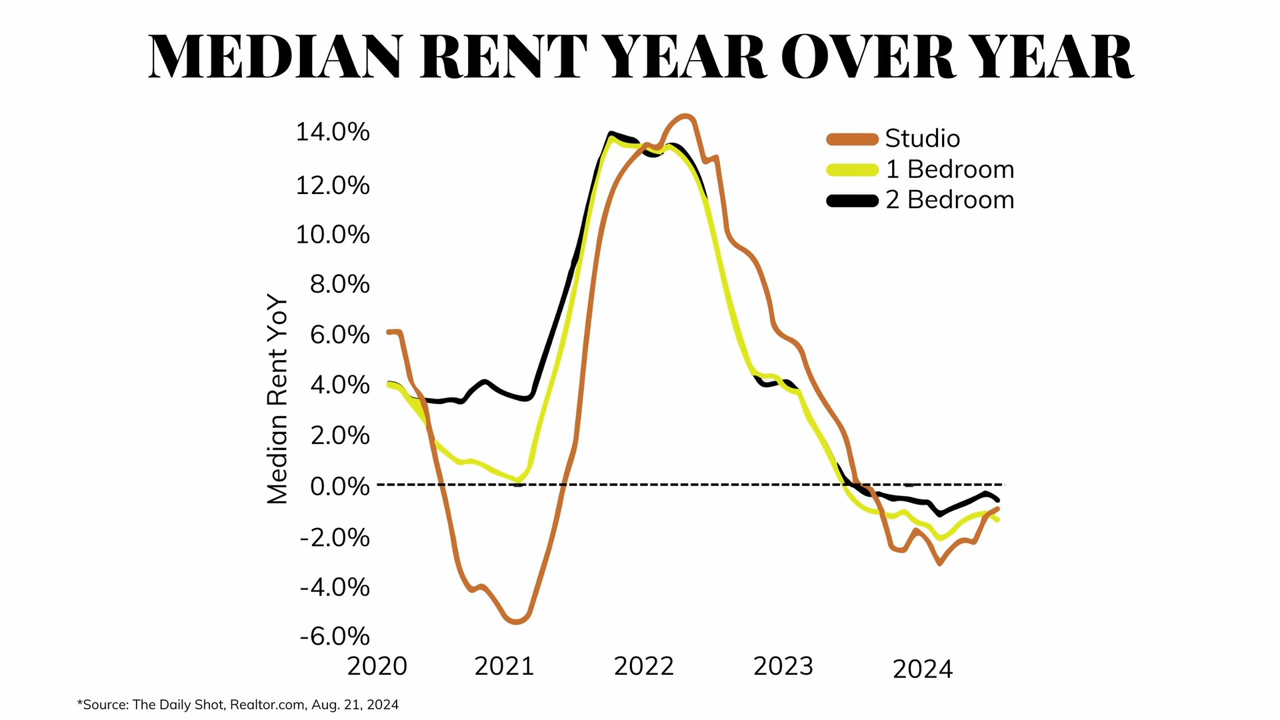 MEDIAN RENT YEAR OVER YEAR
14.0%
12.0%
10.0%
8.0%
6.0%
4.0%
2.0%
0.0%
-2.0%
-4.0%
-6.0%
Median Rent YoY
Studio
1 Bedroom
2 Bedroom
2020 2021 2022 2023 2024
*Source: The Daily Shot, Realtor.com, Aug. 21, 2024